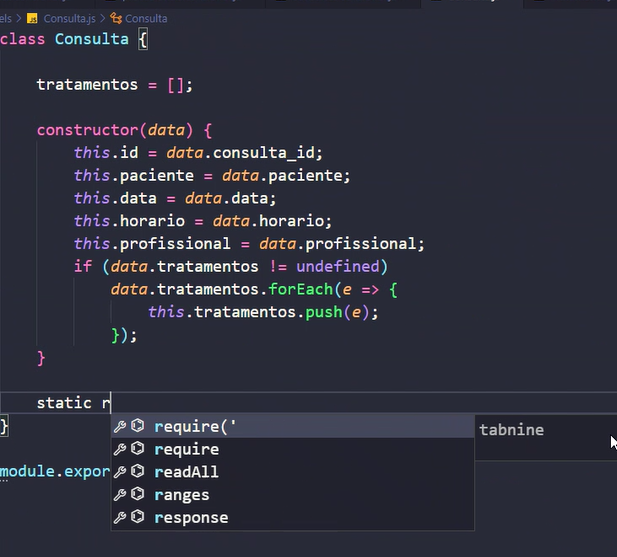 els > JS Consulta.js > Consulta
class Consulta {
tratamentos = [];
constructor(data) {
this.id = data.consulta_id;
this.paciente = data.paciente;
this.data = data.data;
this.horario = data.horario;
this.profissional = data.profissional;
if (data.tratamentos != undefined)
data.tratamentos.forEach(e => {
this.tratamentos.push(e);
});
}
static r
require('
tabnine
}
require
module.expor
readAll
ranges
response